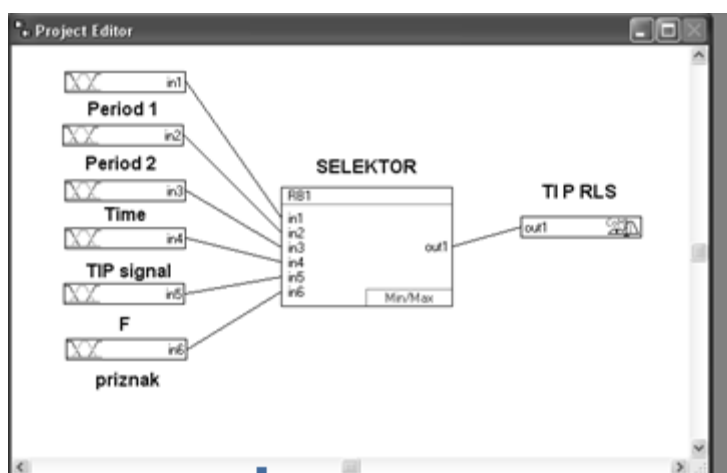 Project Editor
in1
Period 1
in2
Period 2
in3
Time
in4
TIP signal
in5
F
in6
priznak
SELEKTOR
RB1
in1
in2
in3
in4
in5
in6
out1
Min/Max
TIP RLS
out1